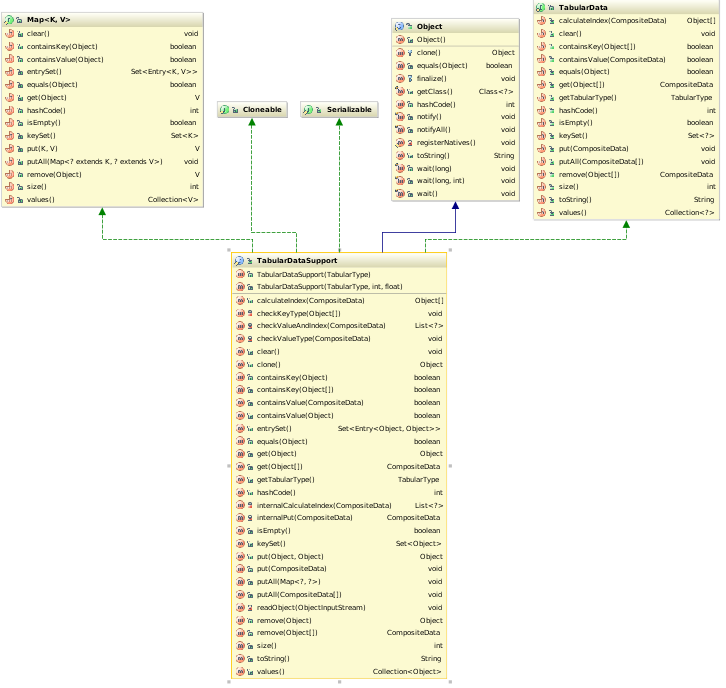 Map<K, V>
clear() void
containsKey(Object) boolean
containsValue(Object) boolean
entrySet() Set<Entry<K, V>>
equals(Object) boolean
get(Object) V
hashCode() int
isEmpty() boolean
keySet() Set<K>
put(K, V) V
putAll(Map<? extends K, ? extends V>) void
remove(Object) V
size() int
values() Collection<V>
Cloneable
Serializable
Object
Object()
clone() Object
equals(Object) boolean
finalize() void
getClass() Class<?>
hashCode() int
notify() void
notifyAll() void
registerNatives() void
toString() String
wait(long) void
wait(long, int) void
wait() void
TabularData
calculateIndex(CompositeData) Object[]
clear() void
containsKey(Object[]) boolean
containsValue(CompositeData) boolean
equals(Object) boolean
get(Object[]) CompositeData
getTabularType() TabularType
hashCode() int
isEmpty() boolean
keySet() Set<?>
put(CompositeData) void
putAll(CompositeData[]) void
remove(Object[]) CompositeData
size() int
toString() String
values() Collection<?>
TabularDataSupport
TabularDataSupport(TabularType)
TabularDataSupport(TabularType, int, float)
calculateIndex(CompositeData) Object[]
checkKeyType(Object[]) void
checkValueAndIndex(CompositeData) List<?>
checkValueType(CompositeData) void
clear() void
clone() Object
containsKey(Object) boolean
containsKey(Object[]) boolean
containsValue(CompositeData) boolean
containsValue(Object) boolean
entrySet() Set<Entry<Object, Object>>
equals(Object) boolean
get(Object) Object
get(Object[]) CompositeData
getTabularType() TabularType
hashCode() int
internalCalculateIndex(CompositeData) List<?>
internalPut(CompositeData) CompositeData
isEmpty() boolean
keySet() Set<Object>
put(Object, Object) Object
put(CompositeData) void
putAll(Map<?, ?>) void
putAll(CompositeData[]) void
readObject(ObjectInputStream) void
remove(Object) Object
remove(Object[]) CompositeData
size() int
toString() String
values() Collection<Object>